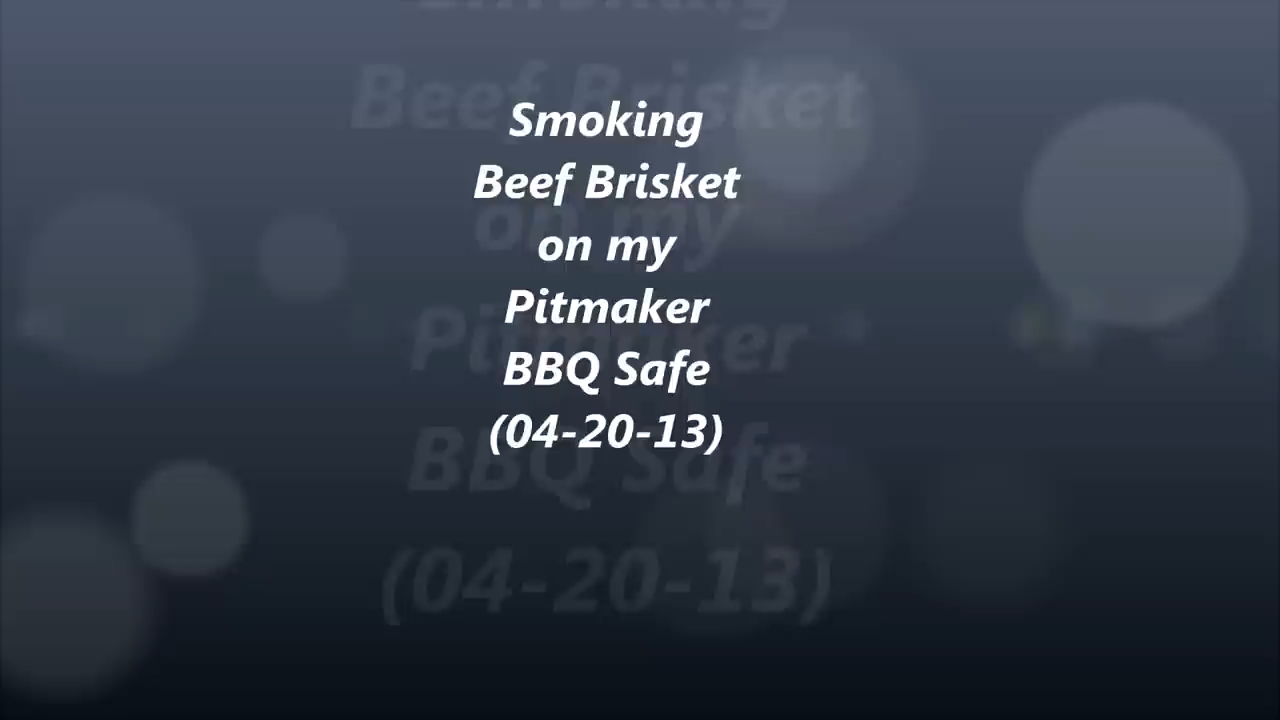 Smoking
Beef Brisket
on my
Pitmaker
BBQ Safe
(04-20-13)